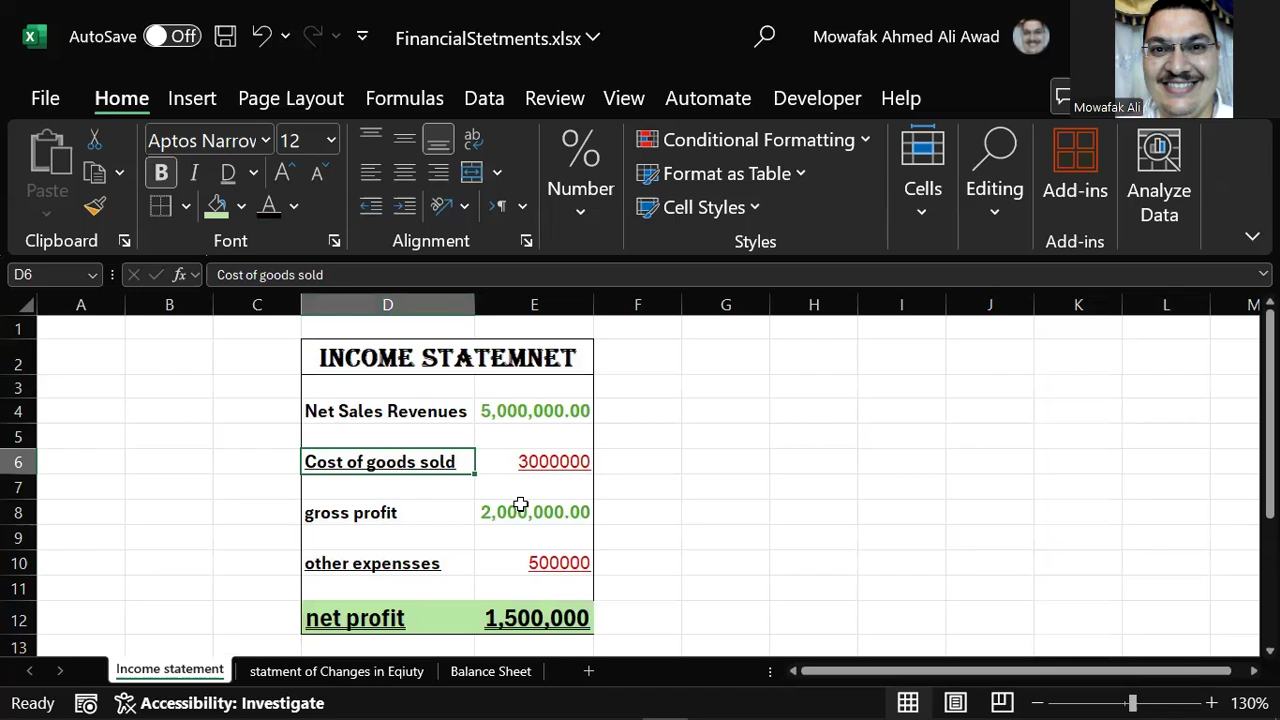 AutoSave Off FinancialStetments.xlsx Mowafak Ahmed Ali Awad
Mowafak Ali
File Home Insert Page Layout Formulas Data Review View Automate Developer Help
Paste
Aptos Narrow 12
B I D
A A
ab
Number
Conditional Formatting
Format as Table
Cell Styles
Cells
Editing
Add-ins
Analyze
Data
Clipboard Font Alignment Styles Add-ins
D6 fx Cost of goods sold
A B C D E F G H I J K L M
1
2 INCOME STATEMNET
3
4 Net Sales Revenues 5,000,000.00
5
6 Cost of goods sold 3000000
7
8 gross profit 2,000,000.00
9
10 other expensses 500000
11
12 net profit 1,500,000
13
Income statement statment of Changes in Eqiuty Balance Sheet
Ready Accessibility: Investigate 130%